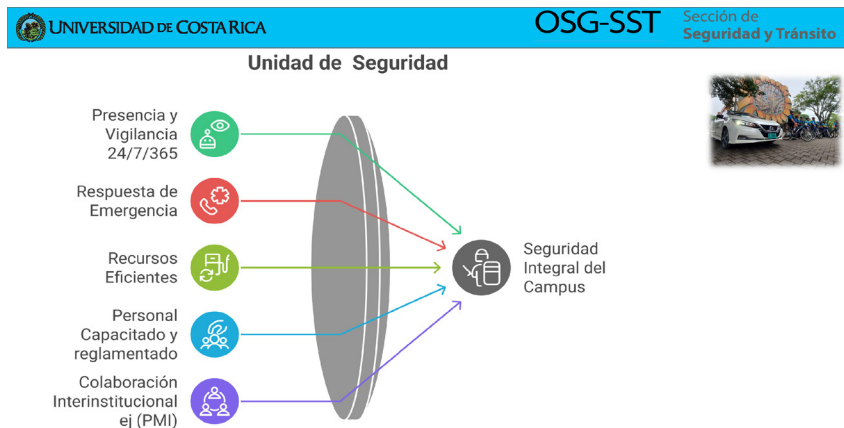 UNIVERSIDAD DE COSTA RICA
OSG-SST
Sección de
Seguridad y Tránsito
Unidad de Seguridad
Presencia y
Vigilancia
24/7/365
Respuesta de
Emergencia
Recursos
Eficientes
Personal
Capacitado y
reglamentado
Colaboración
Interinstitucional
ej (PMI)
Seguridad
Integral del
Campus